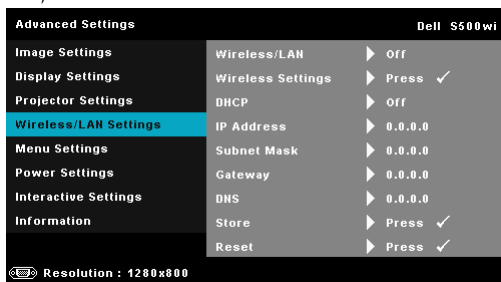 Advanced Settings Dell S500wi
Image Settings
Display Settings
Projector Settings
Wireless/LAN Settings
Menu Settings
Power Settings
Interactive Settings
Information
Wireless/LAN Off
Wireless Settings Press
DHCP Off
IP Address 0.0.0.0
Subnet Mask 0.0.0.0
Gateway 0.0.0.0
DNS 0.0.0.0
Store Press
Reset Press
Resolution : 1280x800